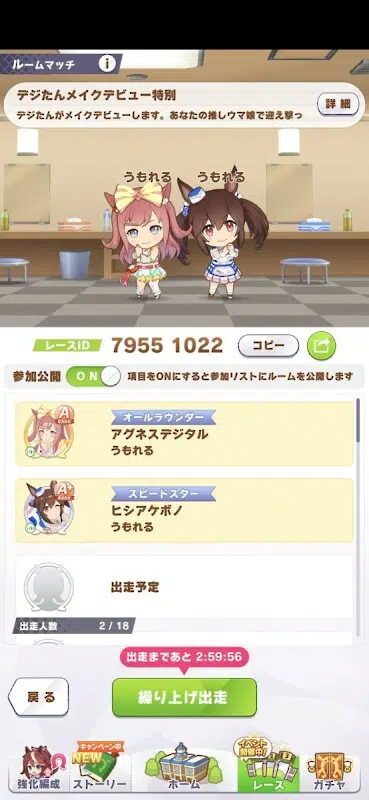 ルームマッチ
デジたんメイクデビュー特別
デジたんがメイクデビューします。あなたの推しウマ娘で迎え撃っ
詳細
うもれる
うもれる
レースID 7955 1022 コピー
参加公開 ON 項目をONにすると参加リストにルームを公開します
オールラウンダー
A+
RANK
アグネスデジタル
うもれる
スピードスター
A+
RANK
ヒシアケボノ
うもれる
出走予定
出走人数 2 / 18
出走まであと 2:59:56
戻る
繰り上げ出走
キャンペーン中
NEW
イベント
開催中!
強化編成
ストーリー
ホーム
レース
ガチャ